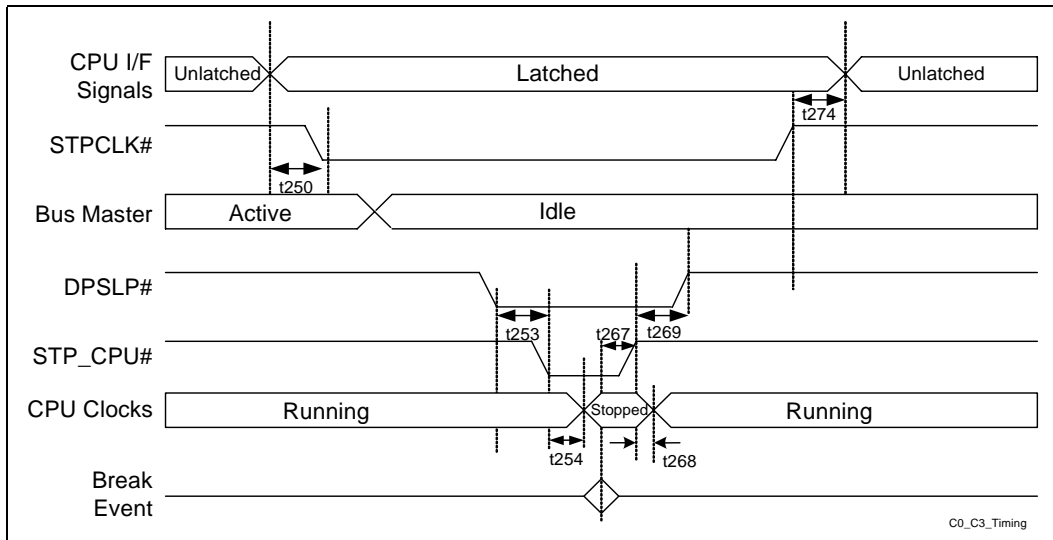 CPU I/F
Signals
Unlatched
Latched
Unlatched
t274
STPCLK#
t250
Bus Master
Active
Idle
DPSLP#
t253
t267
t269
STP_CPU#
CPU Clocks
Running
Stopped
Running
t254
t268
Break
Event
C0_C3_Timing